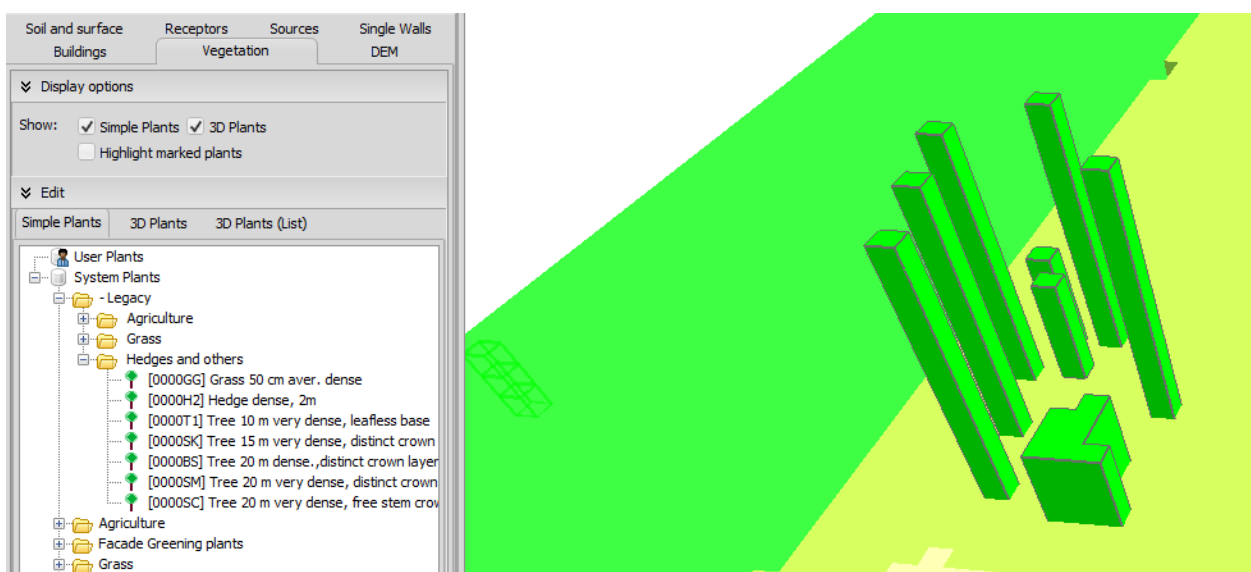 Soil and surface Receptors Sources Single Walls
Buildings Vegetation DEM
Display options
Show: Simple Plants 3D Plants
Highlight marked plants
Edit
Simple Plants 3D Plants 3D Plants (List)
User Plants
System Plants
- Legacy
Agriculture
Grass
Hedges and others
[0000GG] Grass 50 cm aver. dense
[0000H2] Hedge dense, 2m
[0000T1] Tree 10 m very dense, leafless base
[0000SK] Tree 15 m very dense, distinct crown
[0000BS] Tree 20 m dense.,distinct crown layer
[0000SM] Tree 20 m very dense, distinct crown
[0000SC] Tree 20 m very dense, free stem crov
Agriculture
Facade Greening plants
Grass